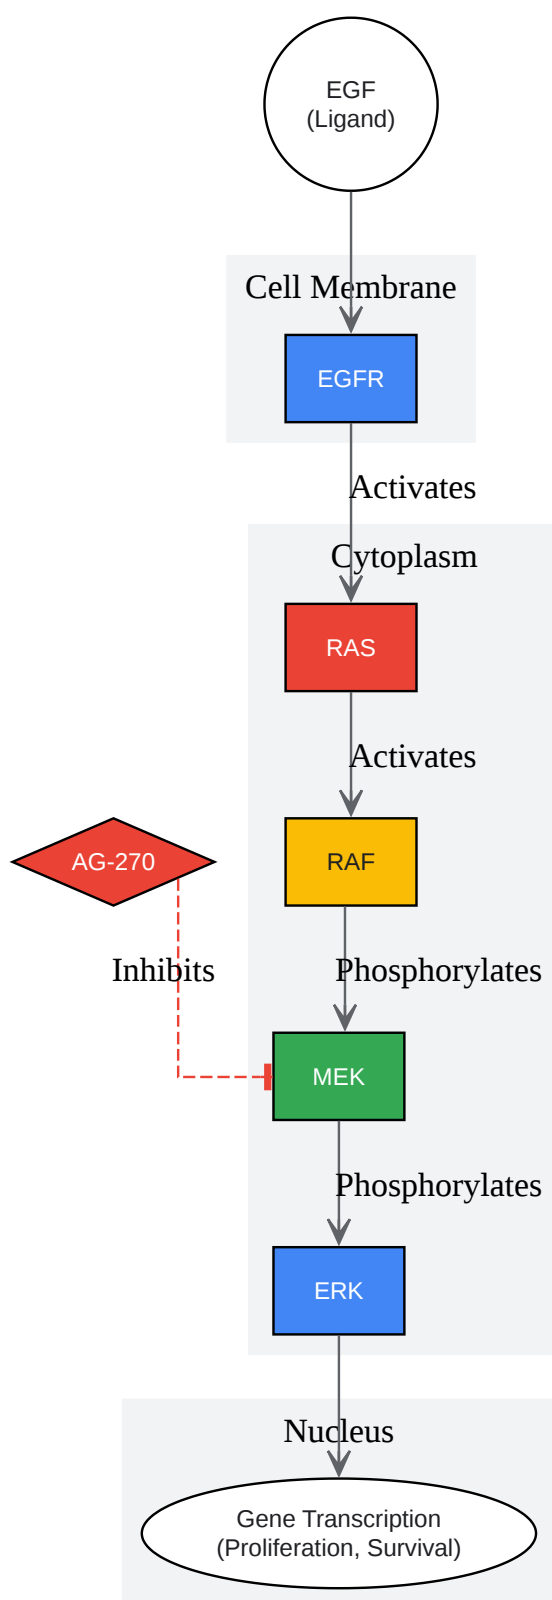 EGF
(Ligand)
Cell Membrane
EGFR
Activates
Cytoplasm
RAS
Activates
AG-270
RAF
Inhibits
Phosphorylates
MEK
Phosphorylates
ERK
Nucleus
Gene Transcription
(Proliferation, Survival)